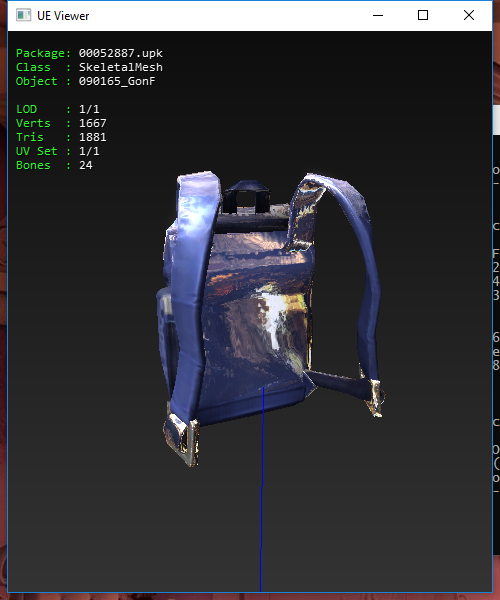 UE Viewer
Package: 00052887.upk
Class : SkeletalMesh
Object : 090165_GonF
LOD : 1/1
Verts : 1667
Tris : 1881
UV Set : 1/1
Bones : 24